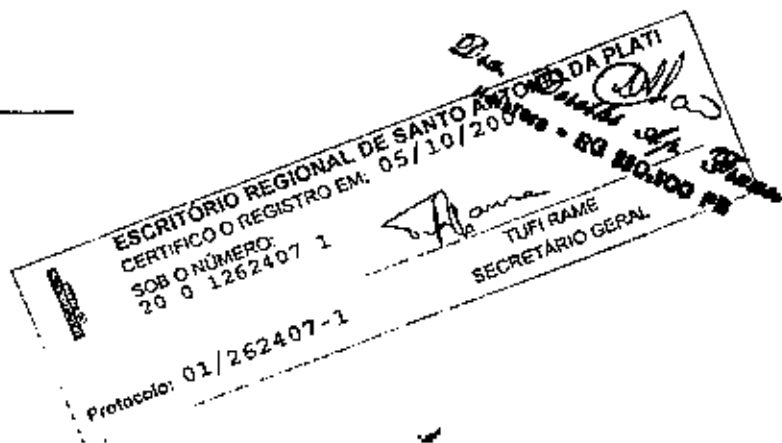 ESCRITÓRIO REGIONAL DE SANTO ANTONIO DA PLATI
CERTIFICO O REGISTRO EM: 05/10/200
SOB O NÚMERO:
20 0 1262407 1
Protocolo: 01/262407-1
TUFI RAME
SECRETÁRIO GERAL